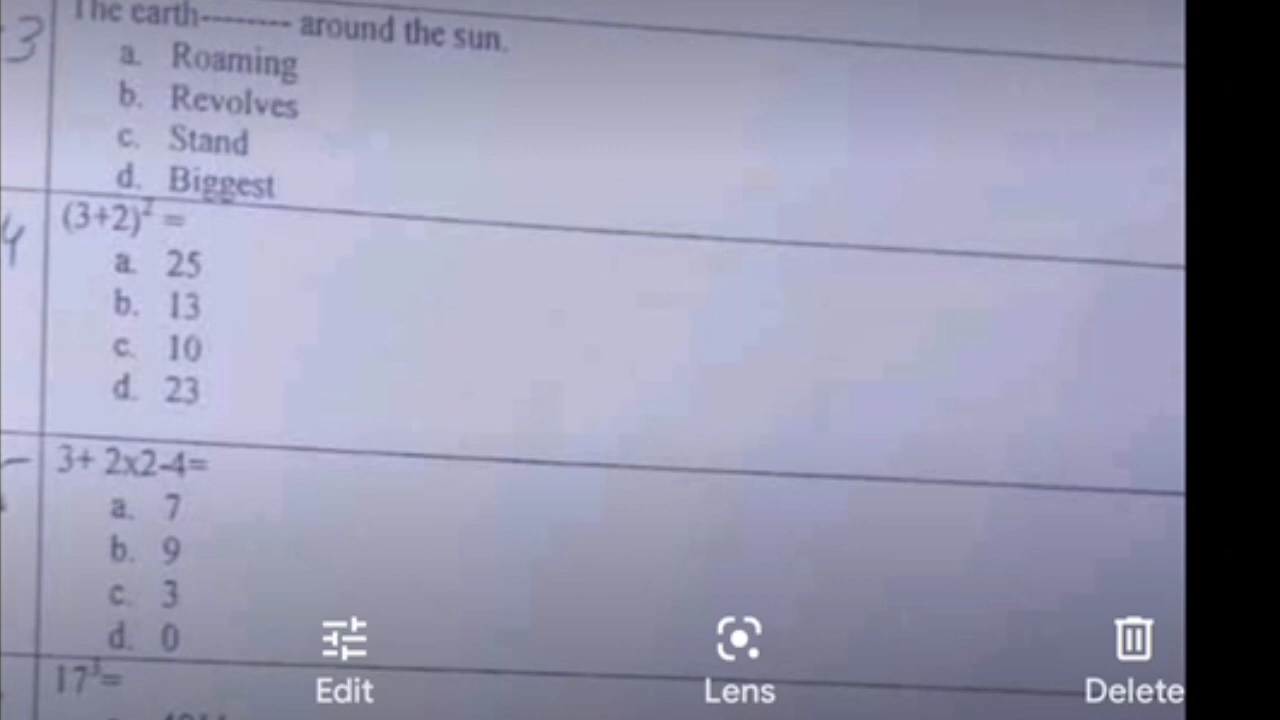 3
The earth-------- around the sun.
a. Roaming
b. Revolves
c. Stand
d. Biggest
4
(3+2)² =
a. 25
b. 13
c. 10
d. 23
3+ 2x2-4=
a. 7
b. 9
c. 3
d. 0
17³=
Edit
Lens
Delete